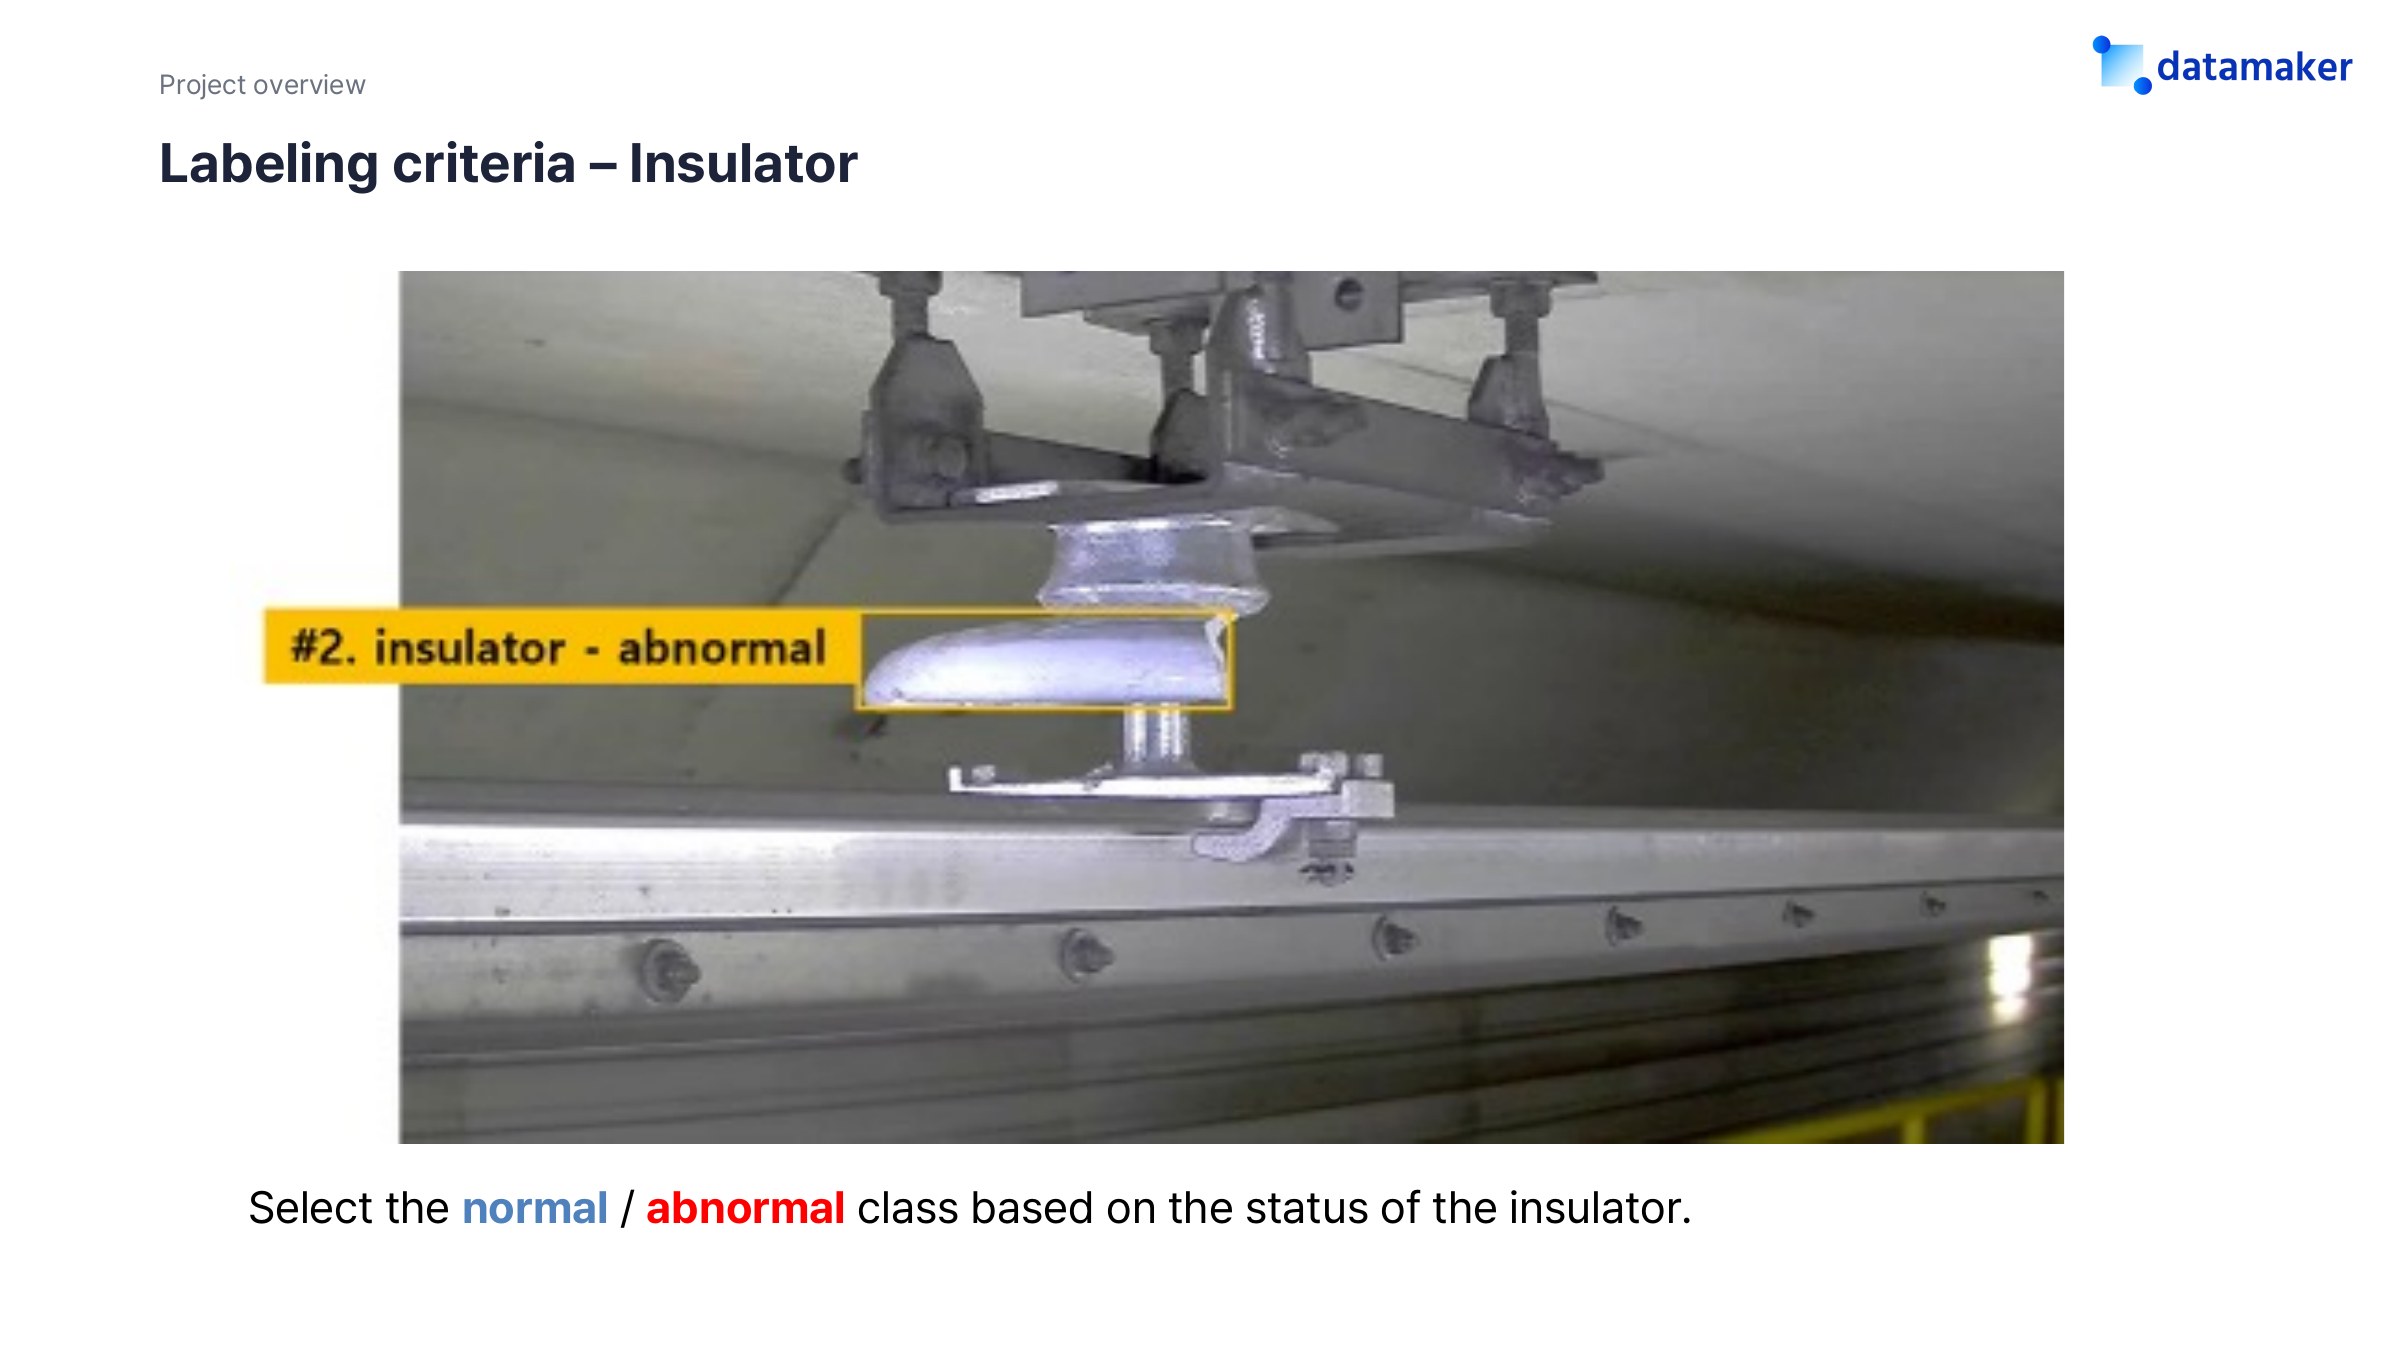 Project overview
datamaker
Labeling criteria – Insulator
#2. insulator - abnormal
Select the normal / abnormal class based on the status of the insulator.